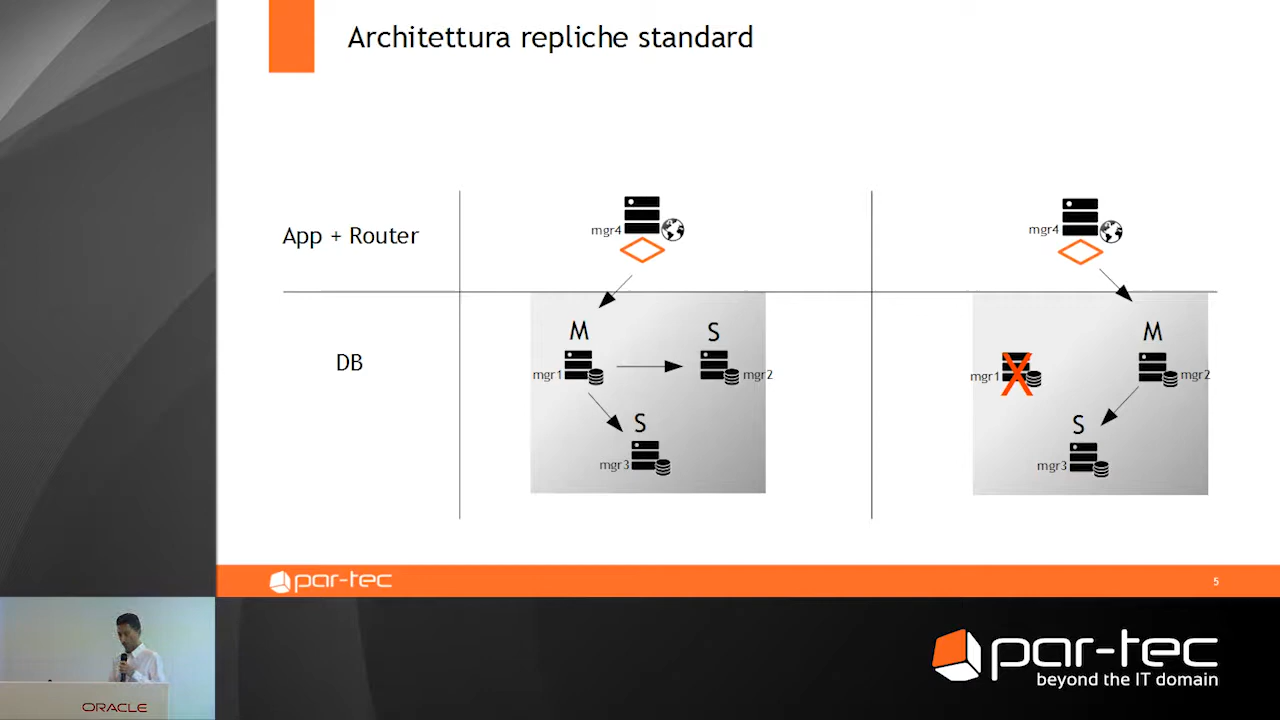 Architettura repliche standard
App + Router
mgr4
mgr4
DB
M
S
mgr1
mgr2
S
mgr3
M
mgr1
X
mgr2
S
mgr3
par-tec
5
ORACLE
par-tec
beyond the IT domain